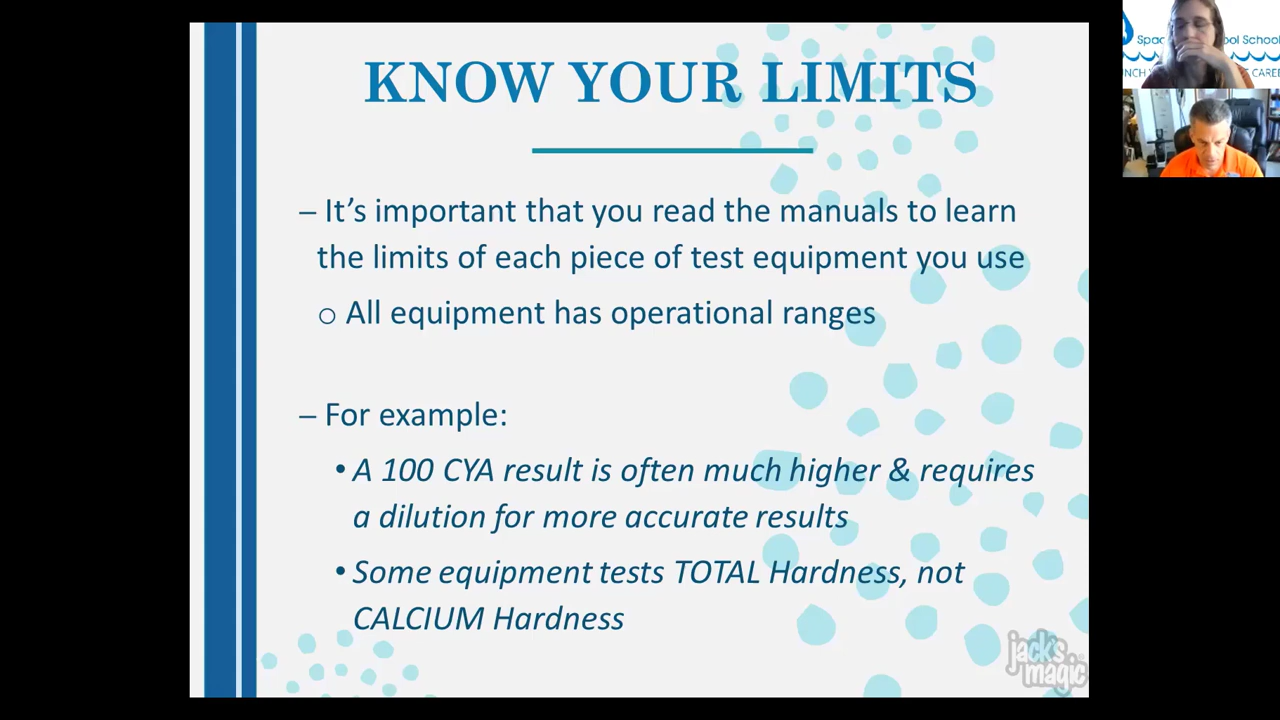 KNOW YOUR LIMITS
– It's important that you read the manuals to learn
the limits of each piece of test equipment you use
o All equipment has operational ranges
– For example:
• A 100 CYA result is often much higher & requires
a dilution for more accurate results
• Some equipment tests TOTAL Hardness, not
CALCIUM Hardness
jack's
magic
School